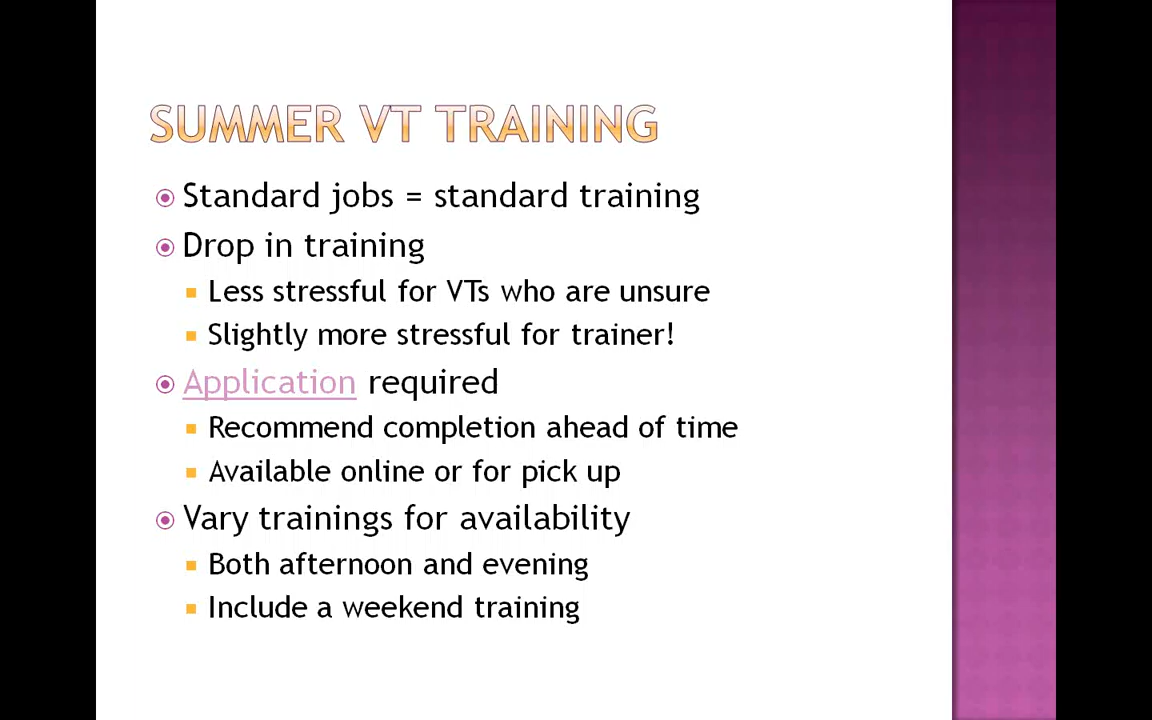 SUMMER VT TRAINING
Standard jobs = standard training
Drop in training
Less stressful for VTs who are unsure
Slightly more stressful for trainer!
Application required
Recommend completion ahead of time
Available online or for pick up
Vary trainings for availability
Both afternoon and evening
Include a weekend training